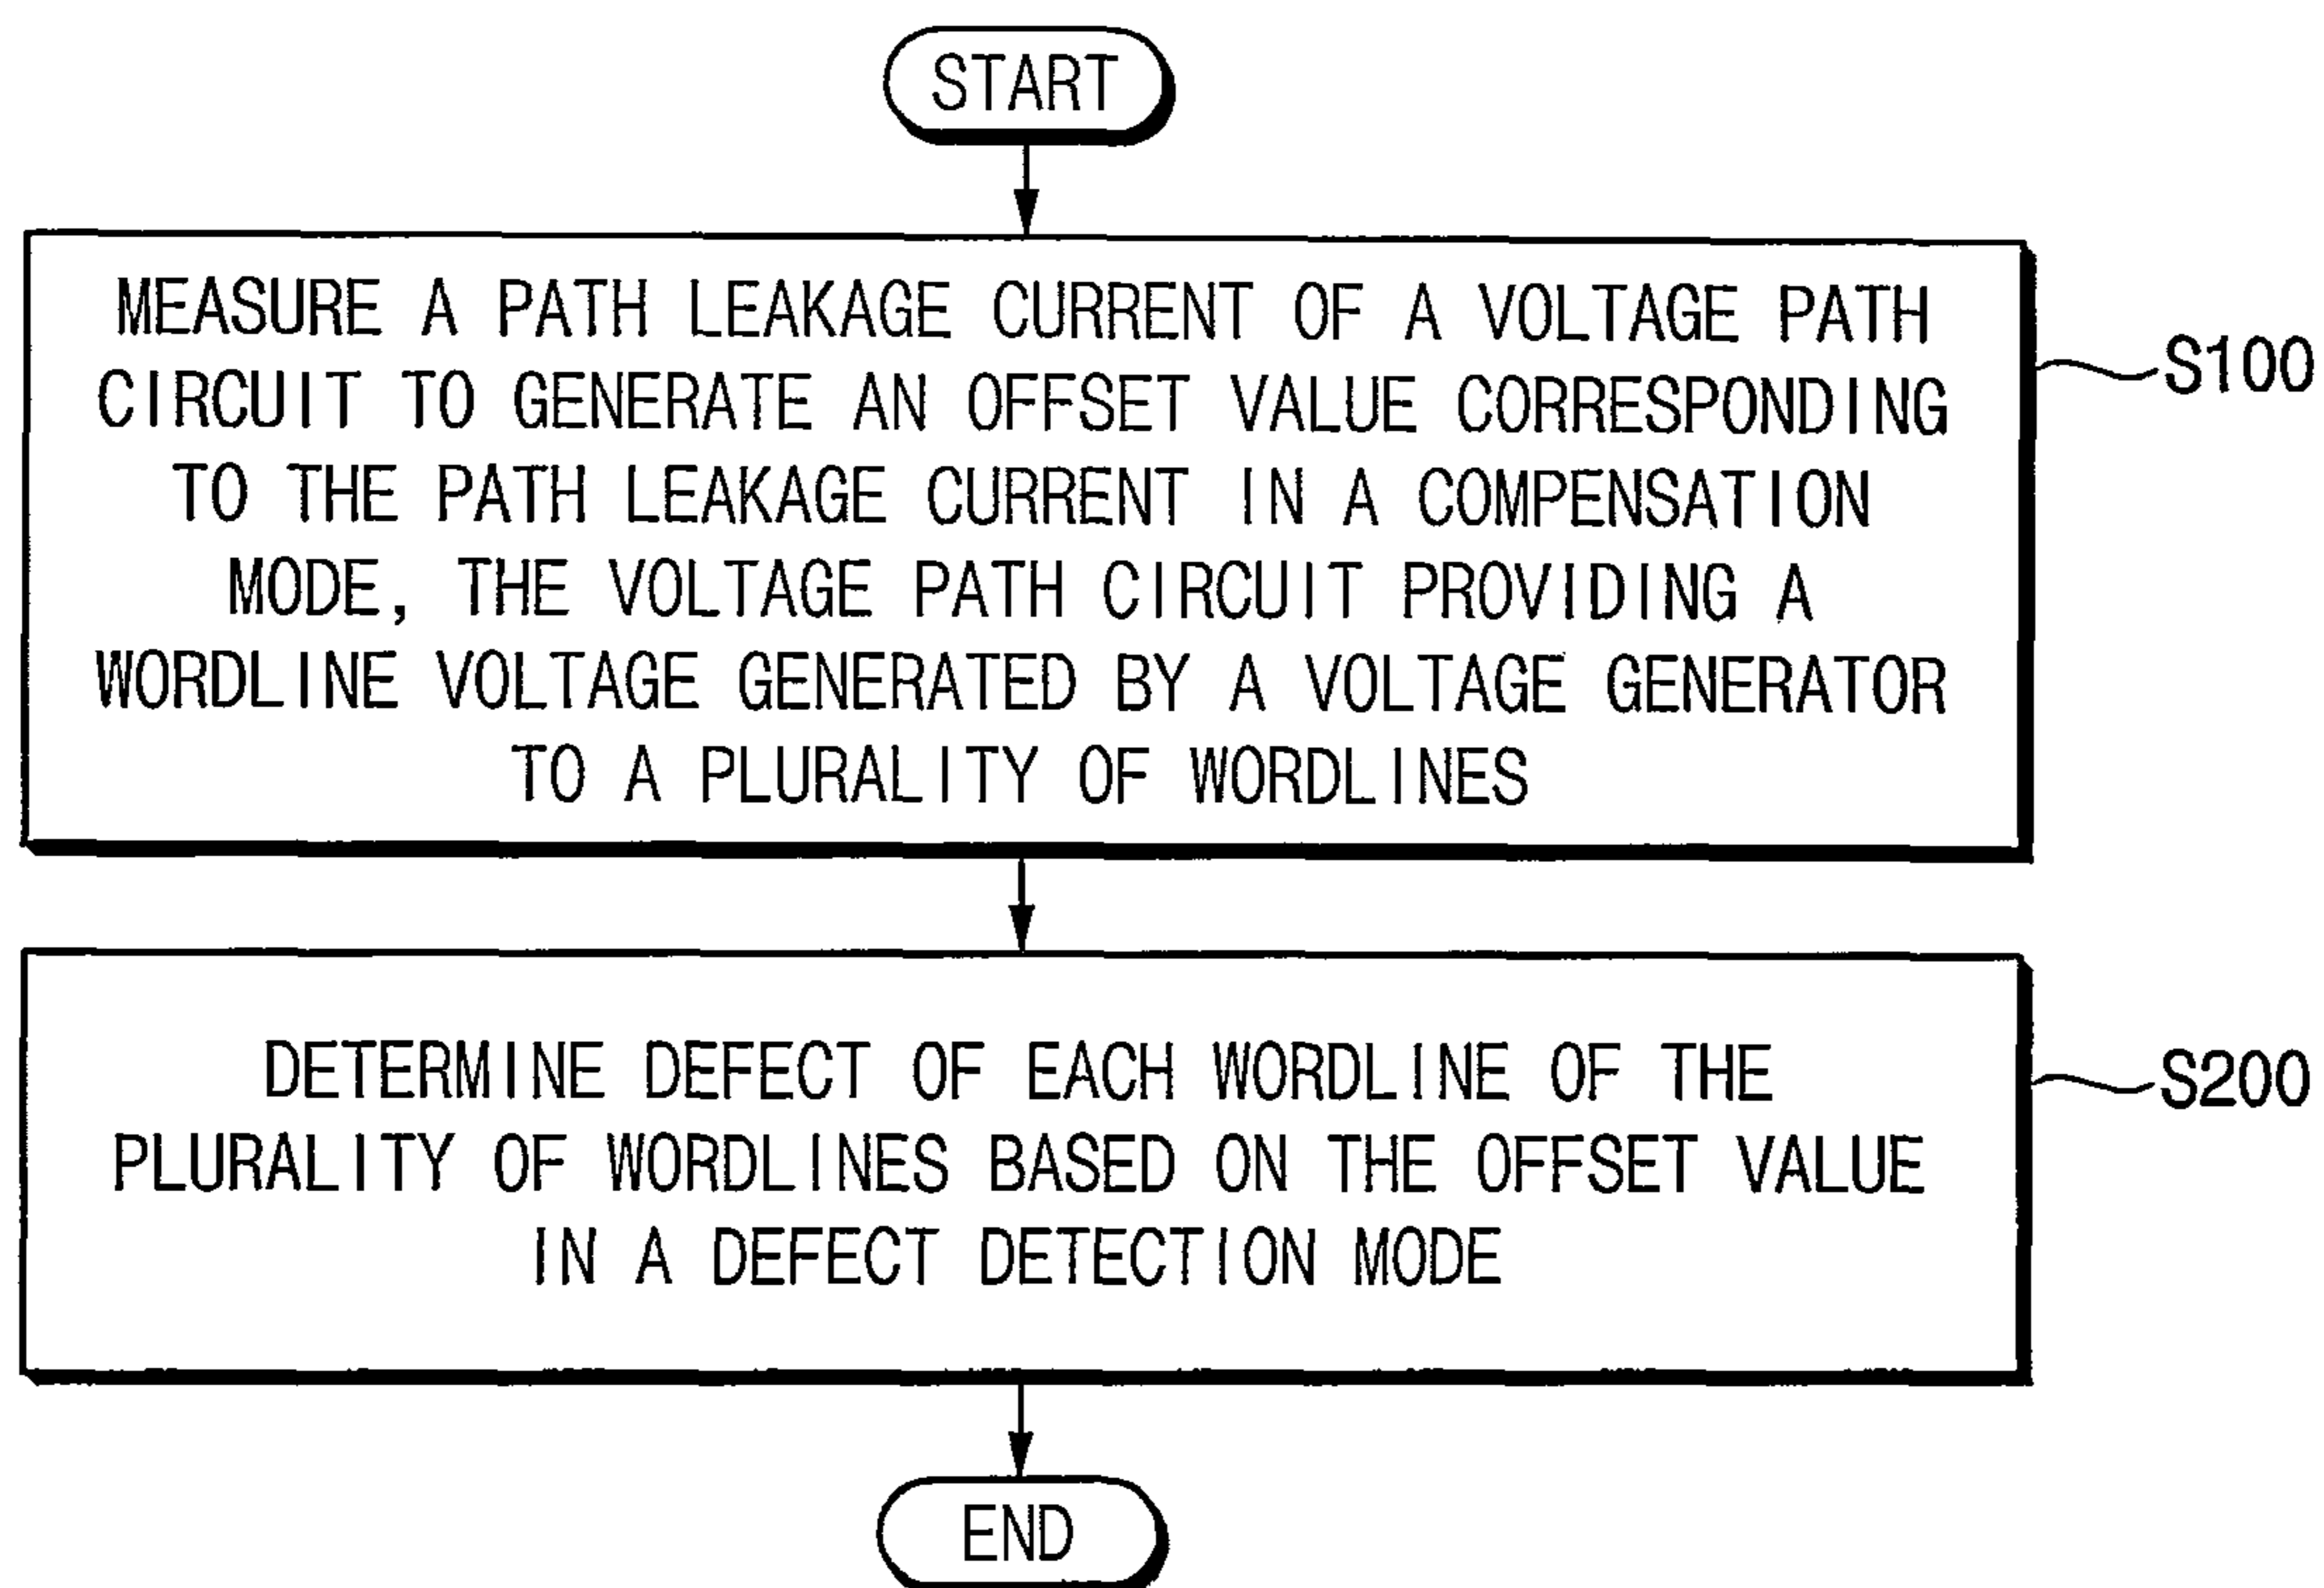 START
MEASURE A PATH LEAKAGE CURRENT OF A VOLTAGE PATH
CIRCUIT TO GENERATE AN OFFSET VALUE CORRESPONDING
TO THE PATH LEAKAGE CURRENT IN A COMPENSATION
MODE, THE VOLTAGE PATH CIRCUIT PROVIDING A
WORDLINE VOLTAGE GENERATED BY A VOLTAGE GENERATOR
TO A PLURALITY OF WORDLINES
S100
DETERMINE DEFECT OF EACH WORDLINE OF THE
PLURALITY OF WORDLINES BASED ON THE OFFSET VALUE
IN A DEFECT DETECTION MODE
S200
END